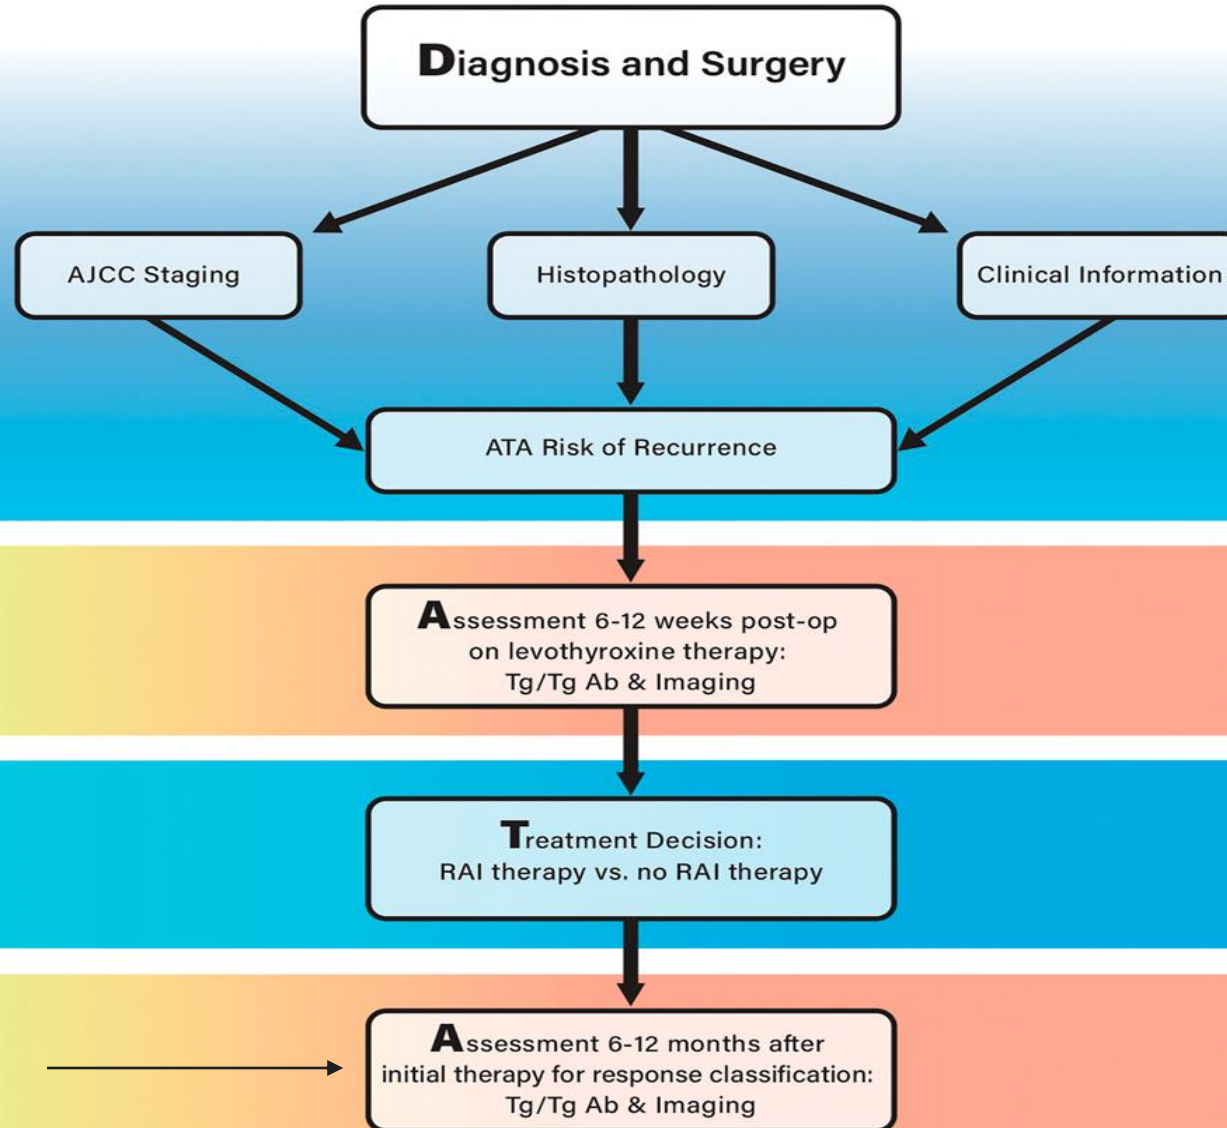 Diagnosis and Surgery
AJCC Staging
Histopathology
Clinical Information
ATA Risk of Recurrence
Assessment 6-12 weeks post-op
on levothyroxine therapy:
Tg/Tg Ab & Imaging
Treatment Decision:
RAI therapy vs. no RAI therapy
Assessment 6-12 months after
initial therapy for response classification:
Tg/Tg Ab & Imaging